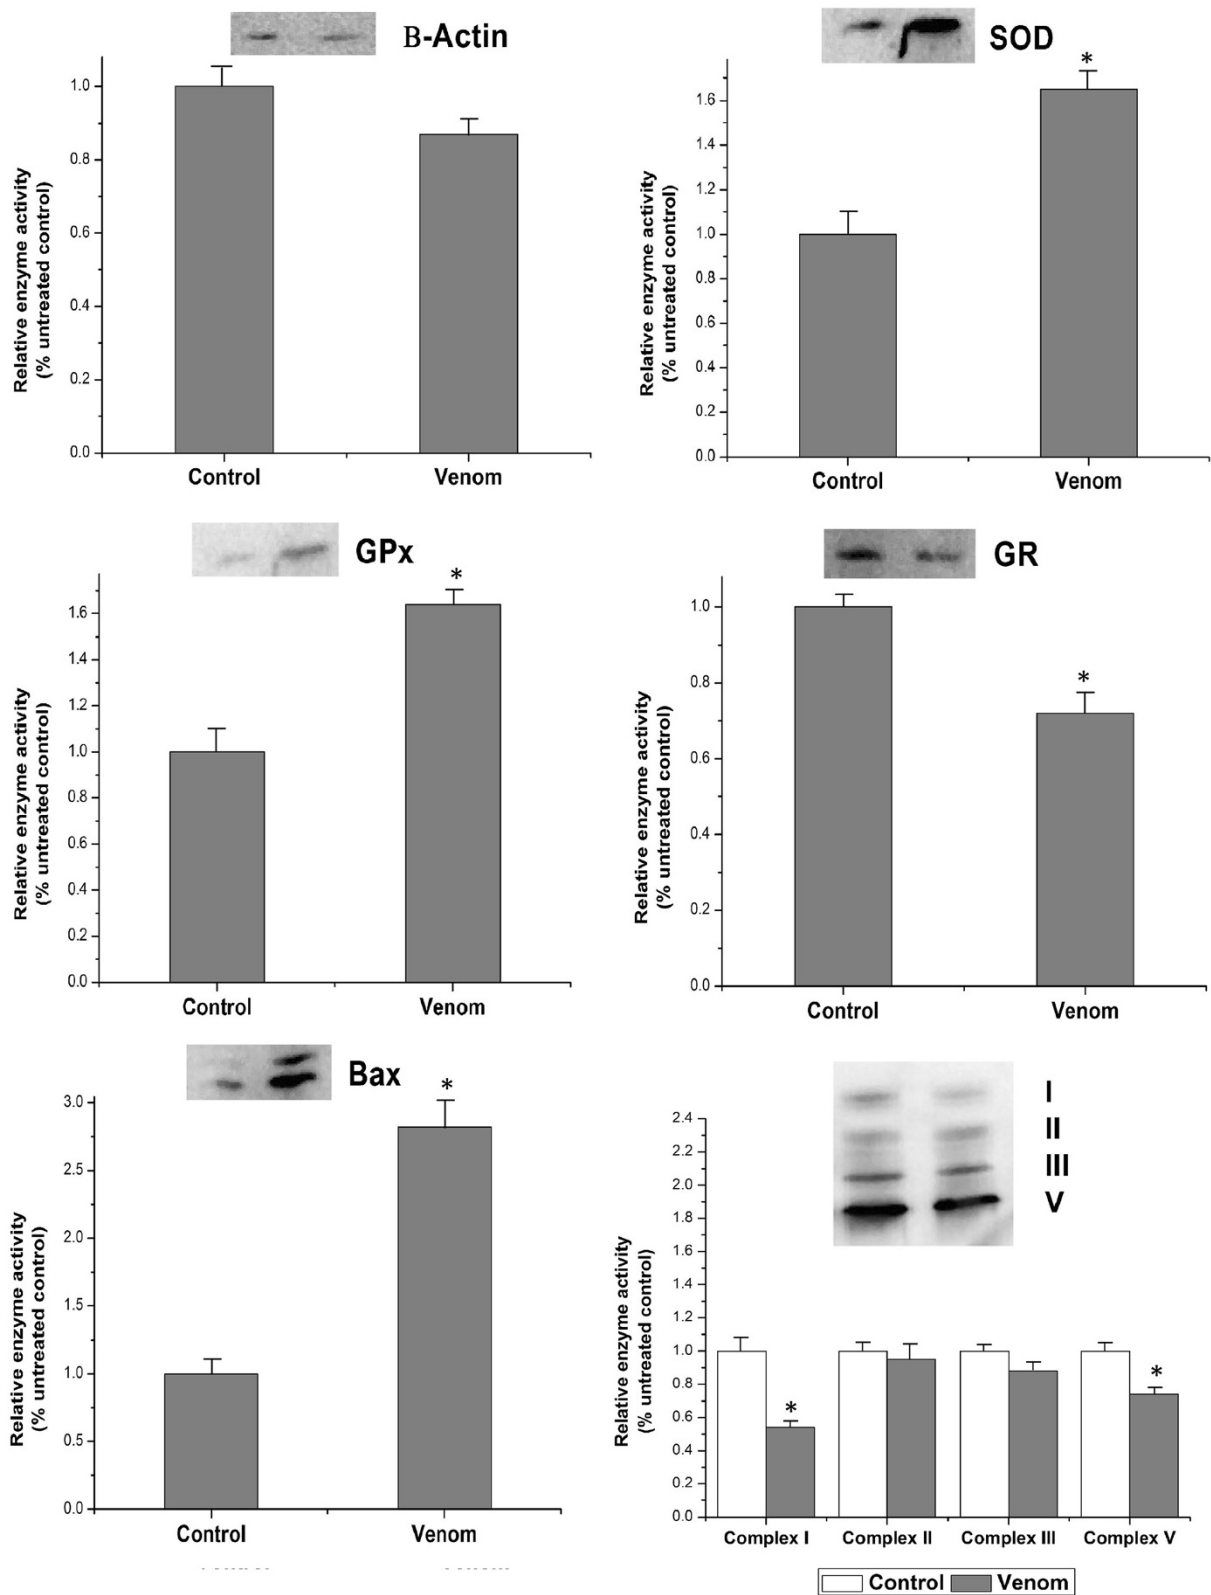 B-Actin
Relative enzyme activity
(% untreated control)
1.0
0.8
0.6
0.4
0.2
0.0
Control Venom
SOD
*
Relative enzyme activity
(% untreated control)
1.6
1.4
1.2
1.0
0.8
0.6
0.4
0.2
0.0
Control Venom
GPx
*
Relative enzyme activity
(% untreated control)
1.6
1.4
1.2
1.0
0.8
0.6
0.4
0.2
0.0
Control Venom
GR
*
Relative enzyme activity
(% untreated control)
1.0
0.8
0.6
0.4
0.2
0.0
Control Venom
Bax
*
Relative enzyme activity
(% untreated control)
3.0
2.5
2.0
1.5
1.0
0.5
0.0
Control Venom
I
II
III
V
Relative enzyme activity
(% untreated control)
2.4
2.2
2.0
1.8
1.6
1.4
1.2
1.0
0.8
0.6
0.4
0.2
0.0
*
*
Complex I Complex II Complex III Complex V
Control Venom